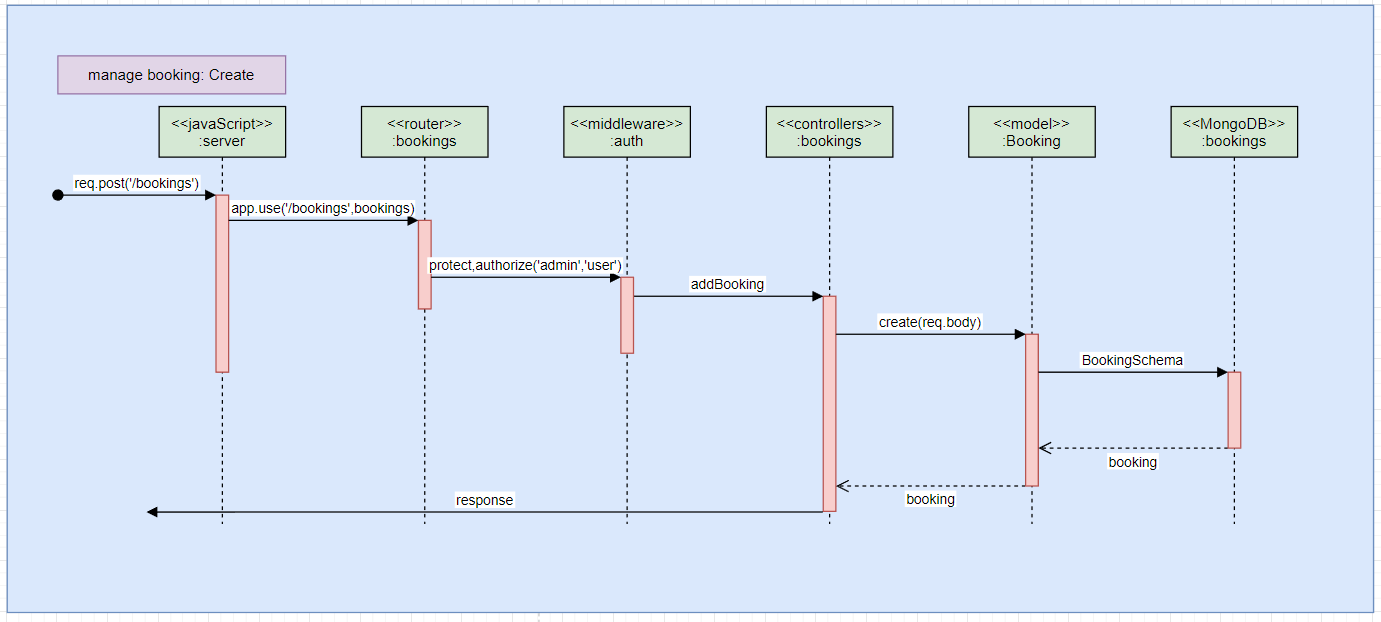 manage booking: Create
<<javaScript>>
:server
<<router>>
:bookings
<<middleware>>
:auth
<<controllers>>
:bookings
<<model>>
:Booking
<<MongoDB>>
:bookings
req.post('/bookings')
app.use('/bookings',bookings)
protect,authorize('admin','user')
addBooking
create(req.body)
BookingSchema
booking
booking
response